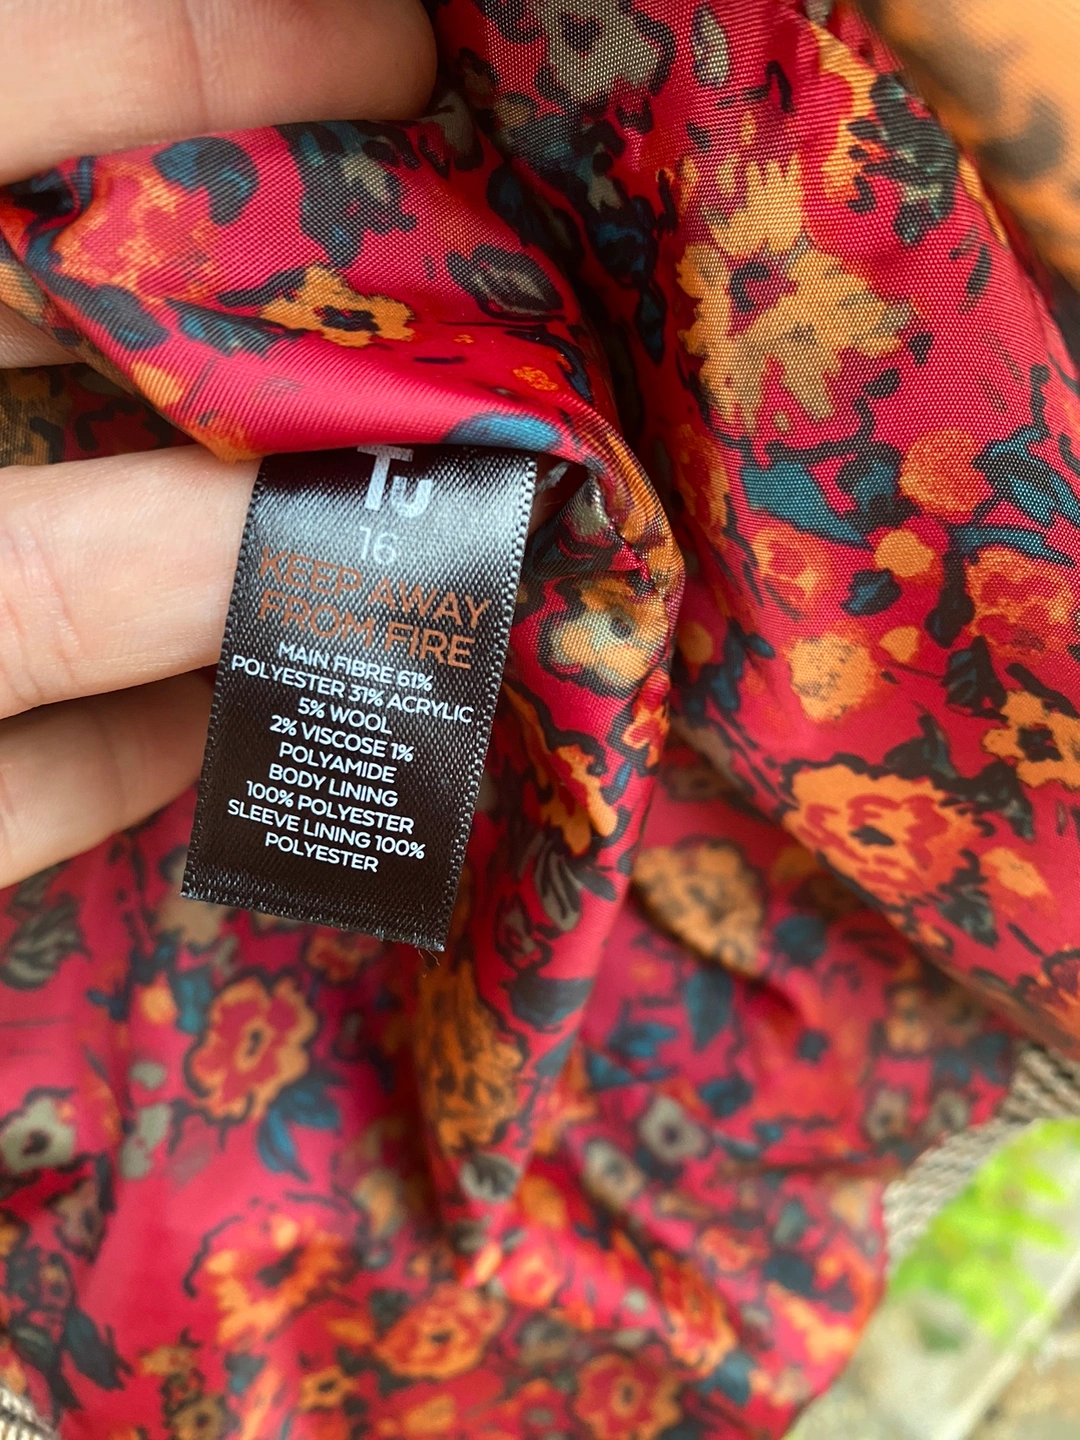 Tu
16
KEEP AWAY
FROM FIRE
MAIN FIBRE 61%
POLYESTER 31% ACRYLIC
5% WOOL
2% VISCOSE 1%
POLYAMIDE
BODY LINING
100% POLYESTER
SLEEVE LINING 100%
POLYESTER